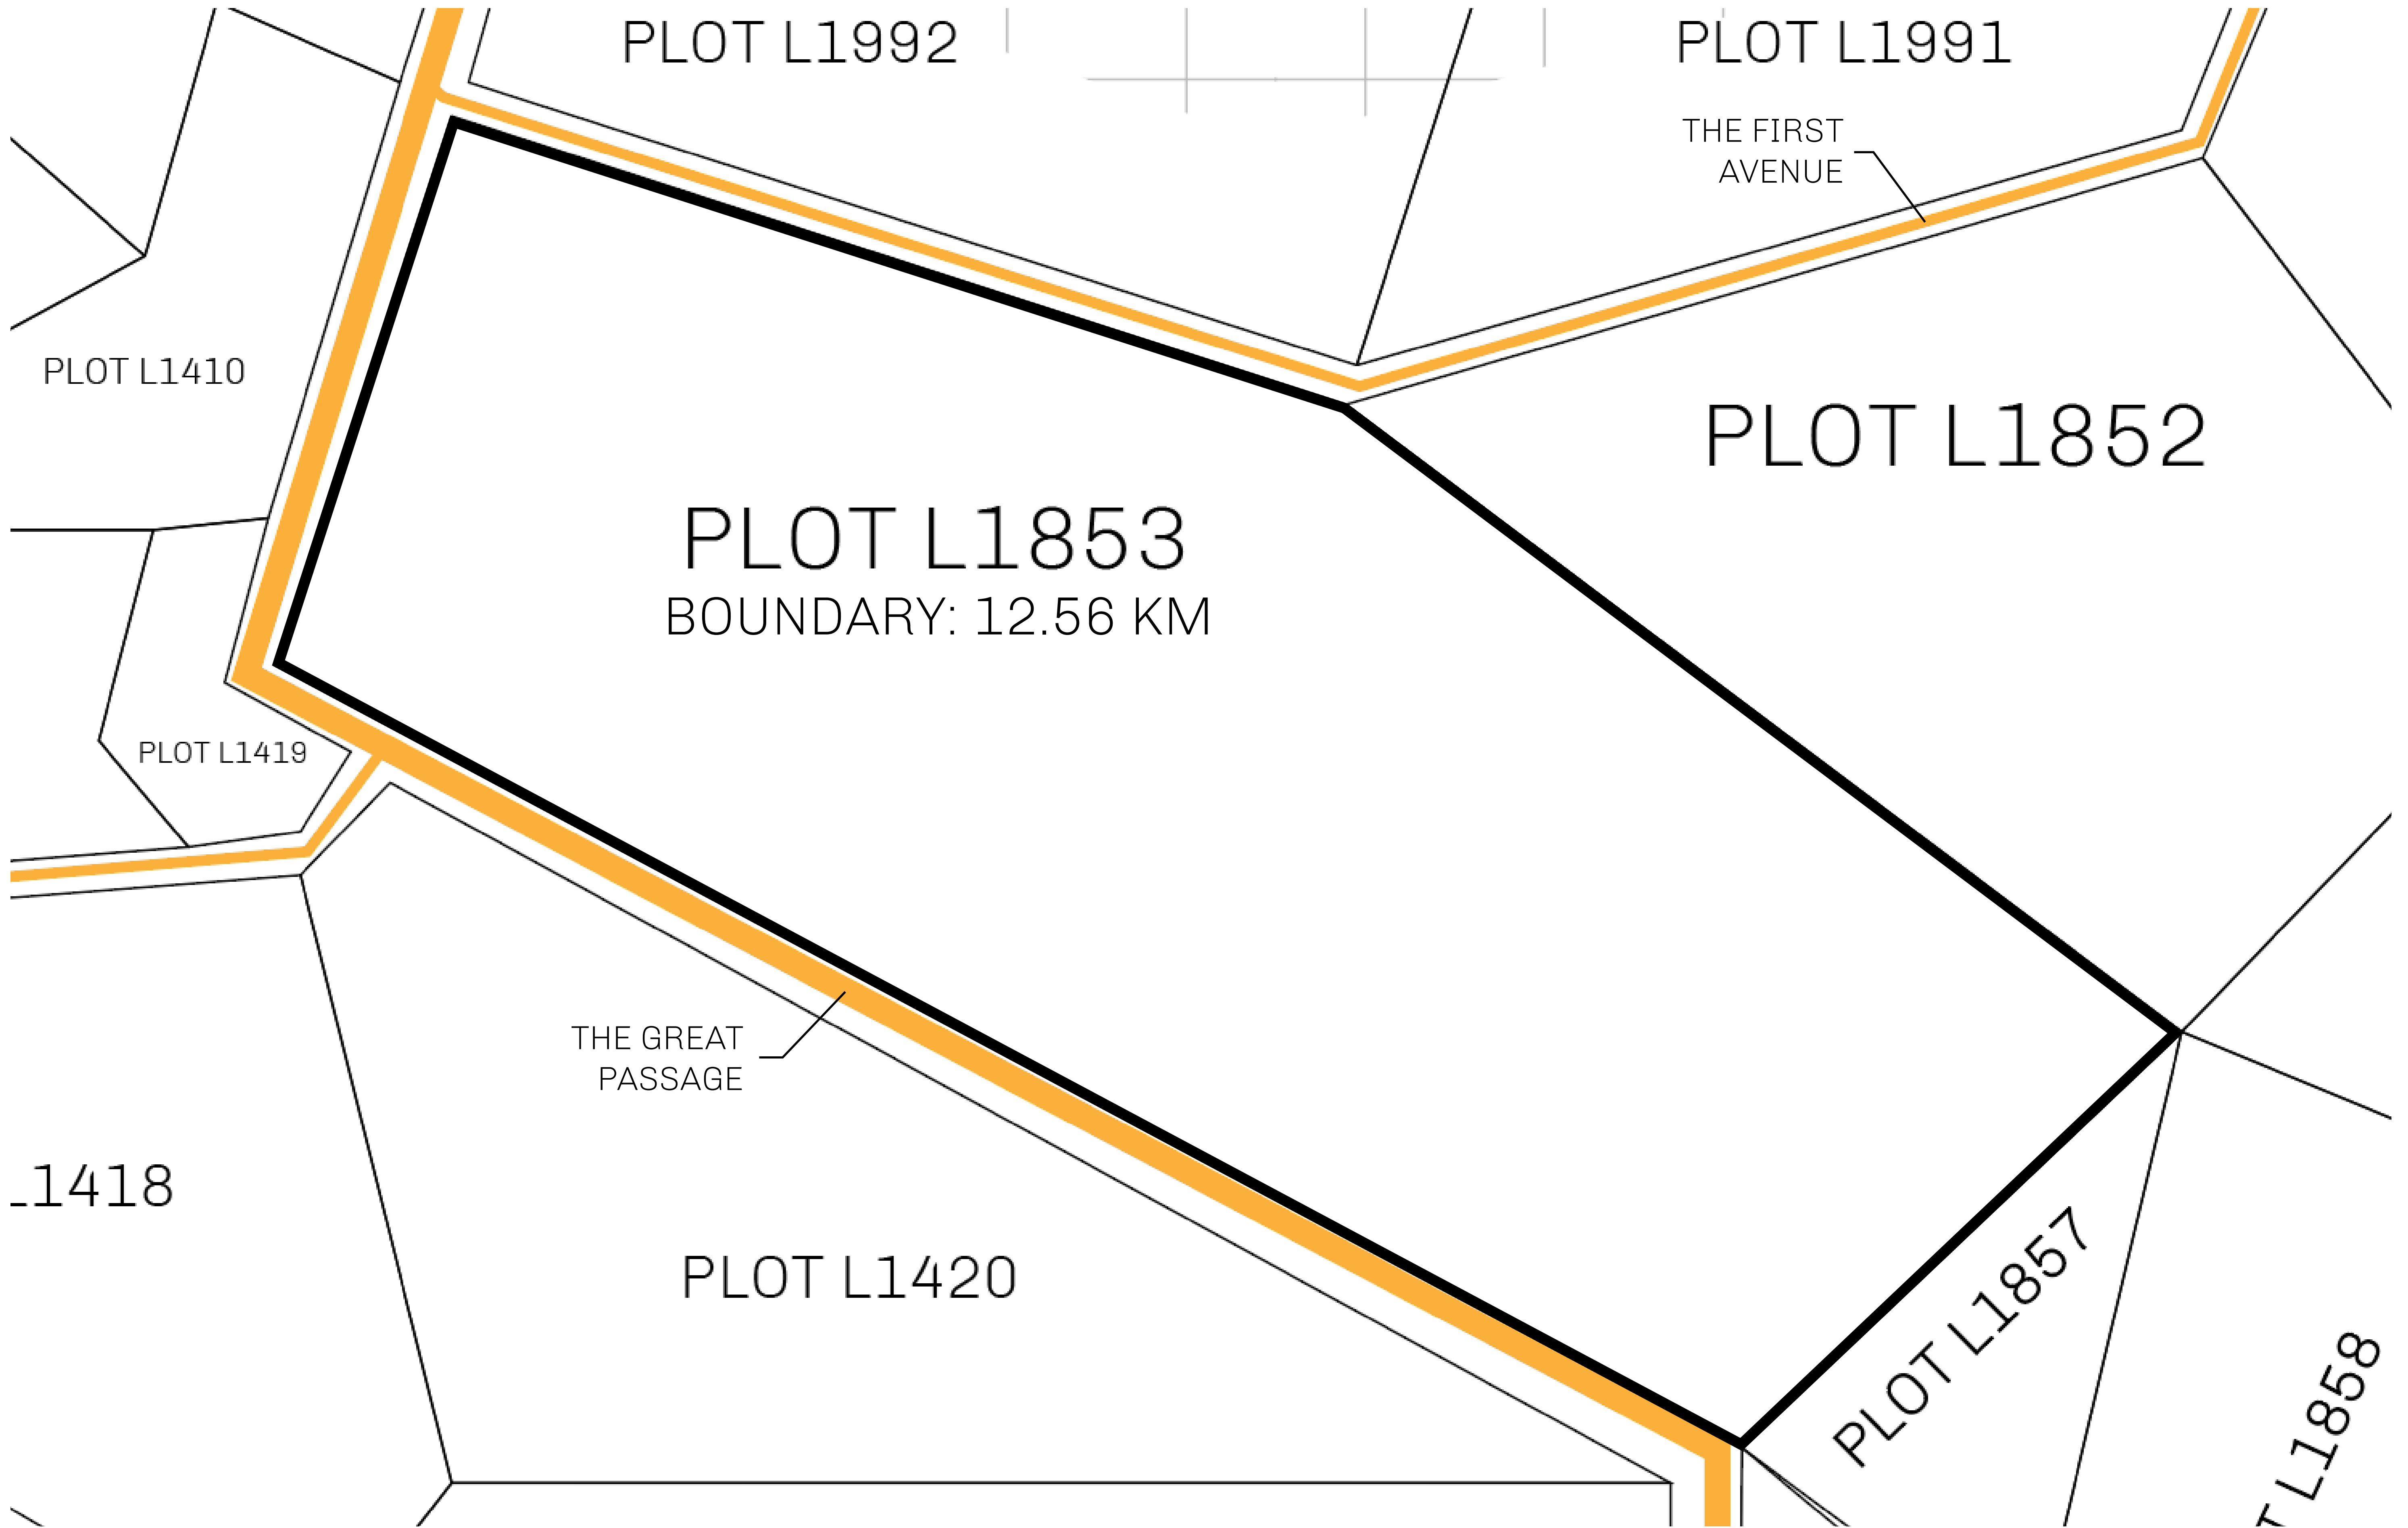 PLOT L1992
PLOT L1991
THE FIRST
AVENUE
PLOT L1410
PLOT L1852
PLOT L1853
BOUNDARY: 12.56 KM
PLOT L1419
THE GREAT
PASSAGE
L1418
PLOT L1420
PLOT L1857
T L1858